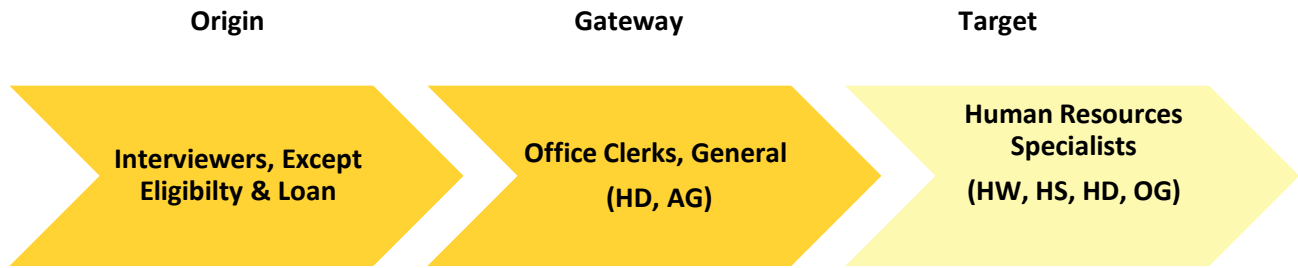 Origin
Gateway
Target
Interviewers, Except
Eligibilty & Loan
Office Clerks, General
(HD, AG)
Human Resources
Specialists
(HW, HS, HD, OG)